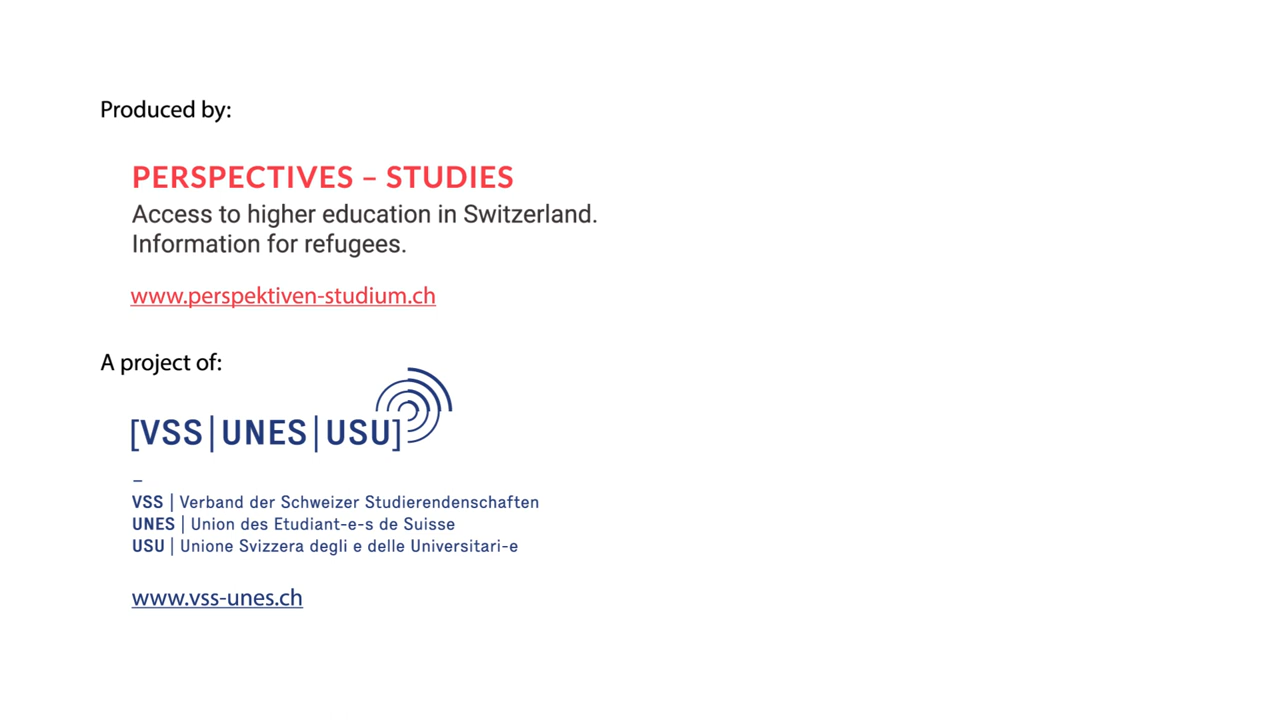 Produced by:
PERSPECTIVES – STUDIES
Access to higher education in Switzerland.
Information for refugees.
www.perspektiven-studium.ch
A project of:
[VSS|UNES|USU]
–
VSS | Verband der Schweizer Studierendenschaften
UNES | Union des Etudiant-e-s de Suisse
USU | Unione Svizzera degli e delle Universitari-e
www.vss-unes.ch